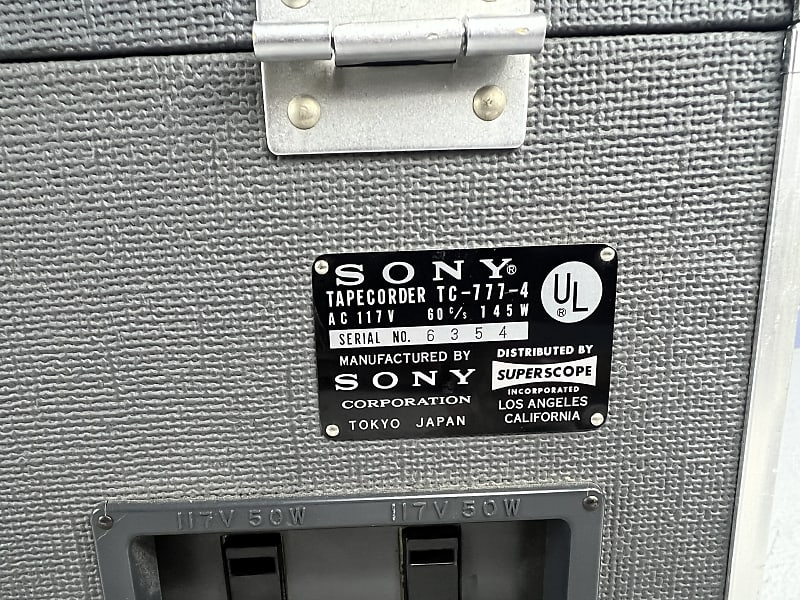 SONY®
TAPECORDER TC-777-4
AC 117V 60 c/s 145W
UL®
SERIAL NO. 6354
MANUFACTURED BY
SONY
CORPORATION
TOKYO JAPAN
DISTRIBUTED BY
SUPERSCOPE
INCORPORATED
LOS ANGELES
CALIFORNIA
117V 50W 117V 50W